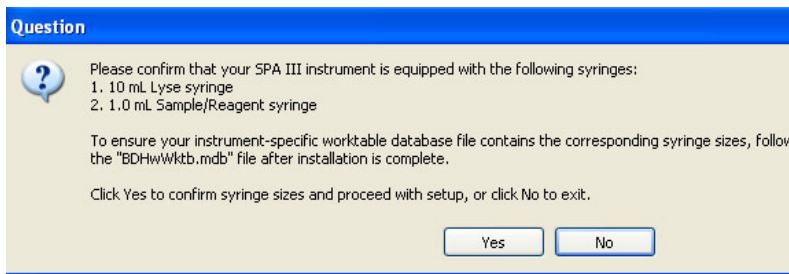 Question
Please confirm that your SPA III instrument is equipped with the following syringes:
1. 10 mL Lyse syringe
2. 1.0 mL Sample/Reagent syringe
To ensure your instrument-specific worktable database file contains the corresponding syringe sizes, follow
the "BDHwWktb.mdb" file after installation is complete.
Click Yes to confirm syringe sizes and proceed with setup, or click No to exit.
Yes No